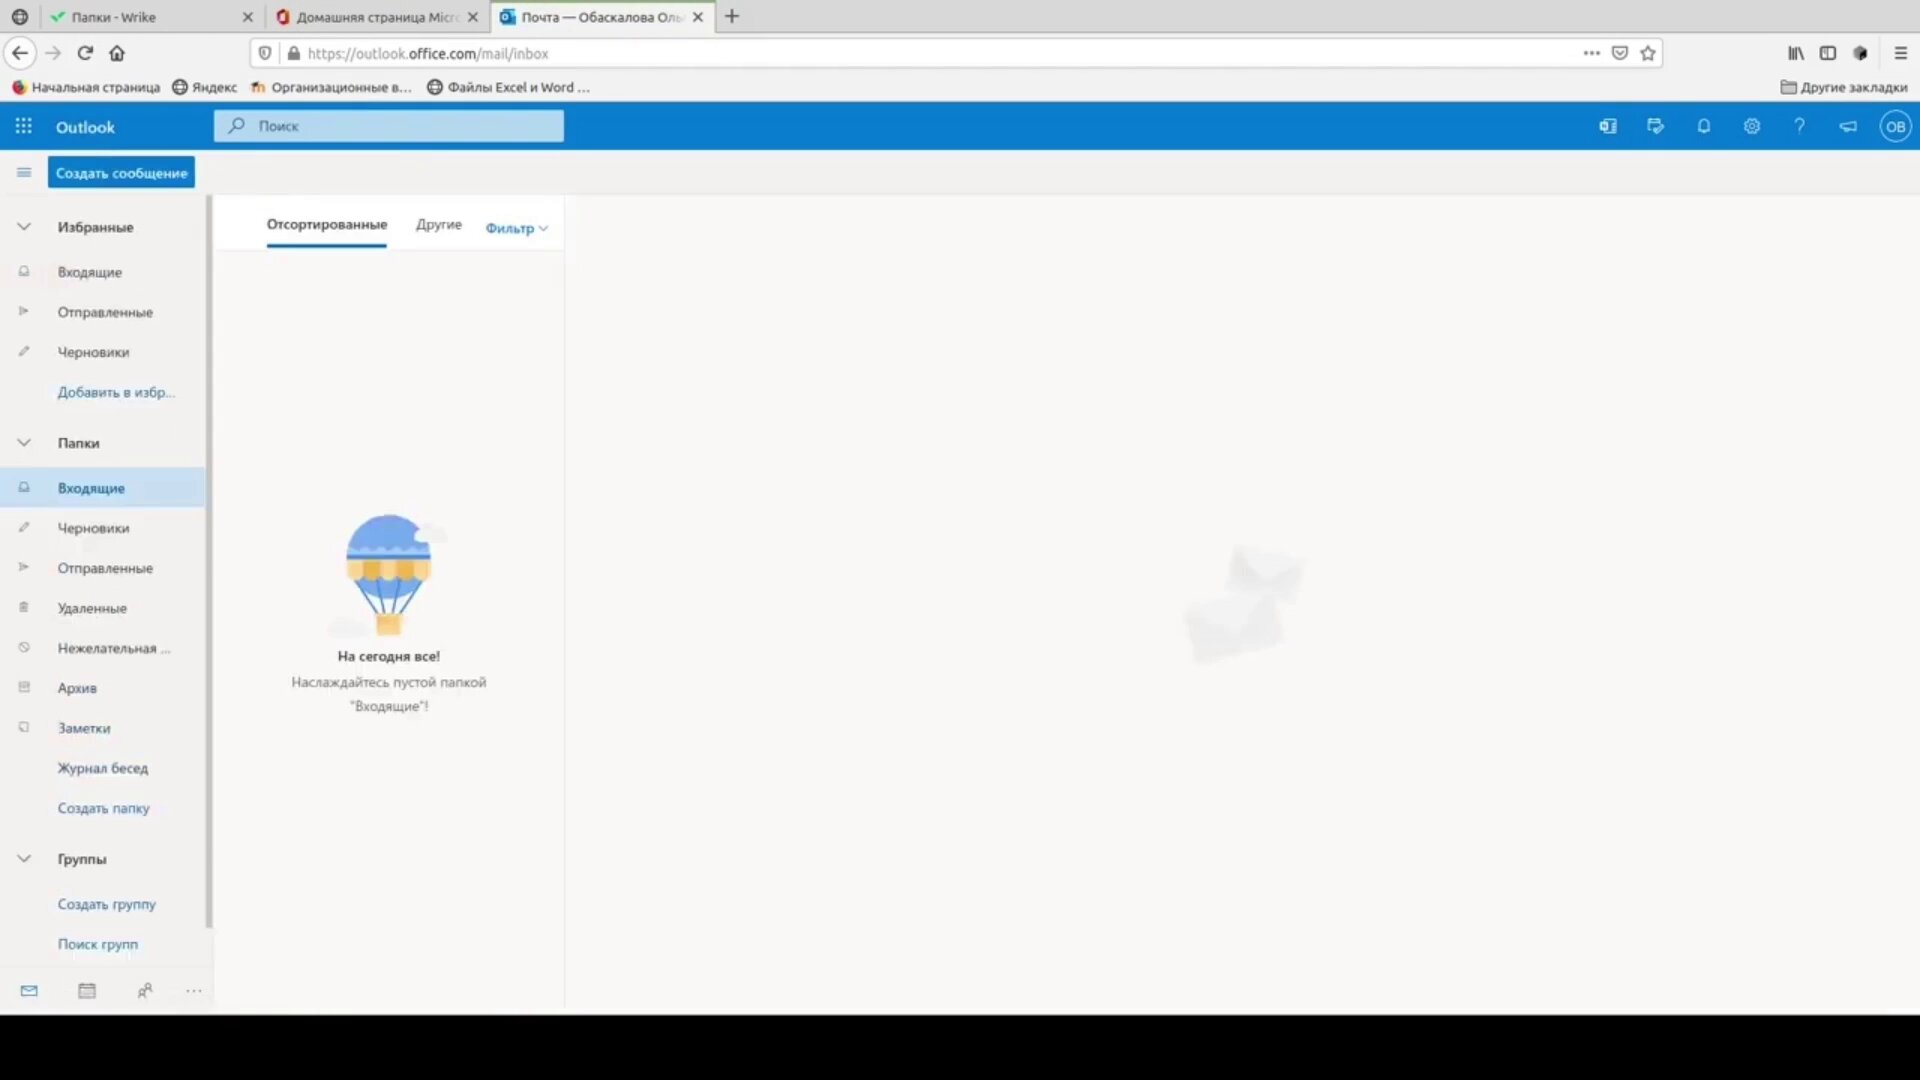 Папки - Wrike
Домашняя страница Micro
Почта — Обаскалова Оль
https://outlook.office.com/mail/inbox
Начальная страница
Яндекс
Организационные в...
Файлы Excel и Word ...
Другие закладки
Outlook
Поиск
ОВ
Создать сообщение
Избранные
Входящие
Отправленные
Черновики
Добавить в избр...
Папки
Входящие
Черновики
Отправленные
Удаленные
Нежелательная ...
Архив
Заметки
Журнал бесед
Создать папку
Группы
Создать группу
Поиск групп
Отсортированные
Другие
Фильтр
На сегодня все!
Наслаждайтесь пустой папкой
"Входящие"!